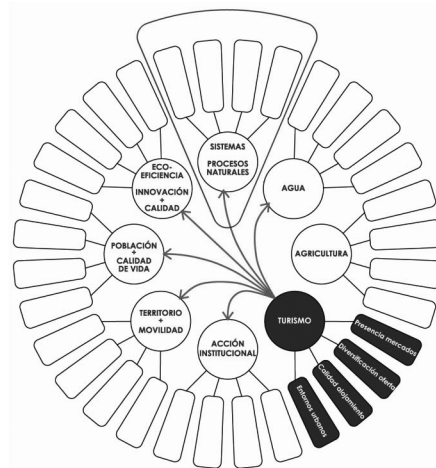 SISTEMAS
PROCESOS
NATURALES
ECO-
EFICIENCIA
INNOVACIÓN
+
CALIDAD
AGUA
POBLACIÓN
+
CALIDAD
DE VIDA
AGRICULTURA
TERRITORIO
+
MOVILIDAD
ACCIÓN
INSTITUCIONAL
TURISMO
Presencia mercados
Diversificación oferta
Calidad alojamiento
Entornos urbanos